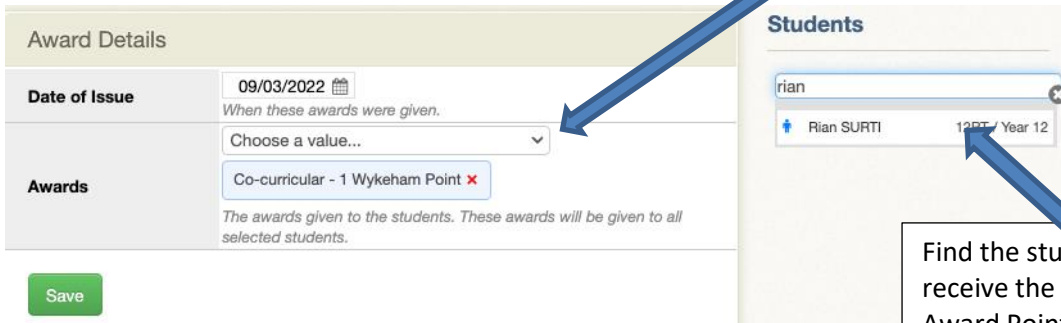 Award Details
Date of Issue
09/03/2022
When these awards were given.
Awards
Choose a value...
Co-curricular - 1 Wykeham Point ×
The awards given to the students. These awards will be given to all
selected students.
Save
Students
rian
Rian SURTI
/ Year 12
Find the
receive the
Award